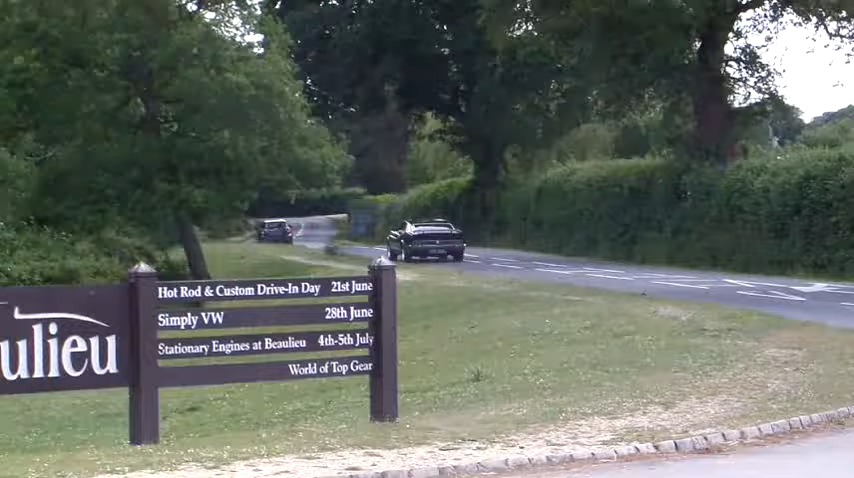 ulieu
Hot Rod & Custom Drive-In Day 21st June
Simply VW 28th June
Stationary Engines at Beaulieu 4th-5th July
World of Top Gear